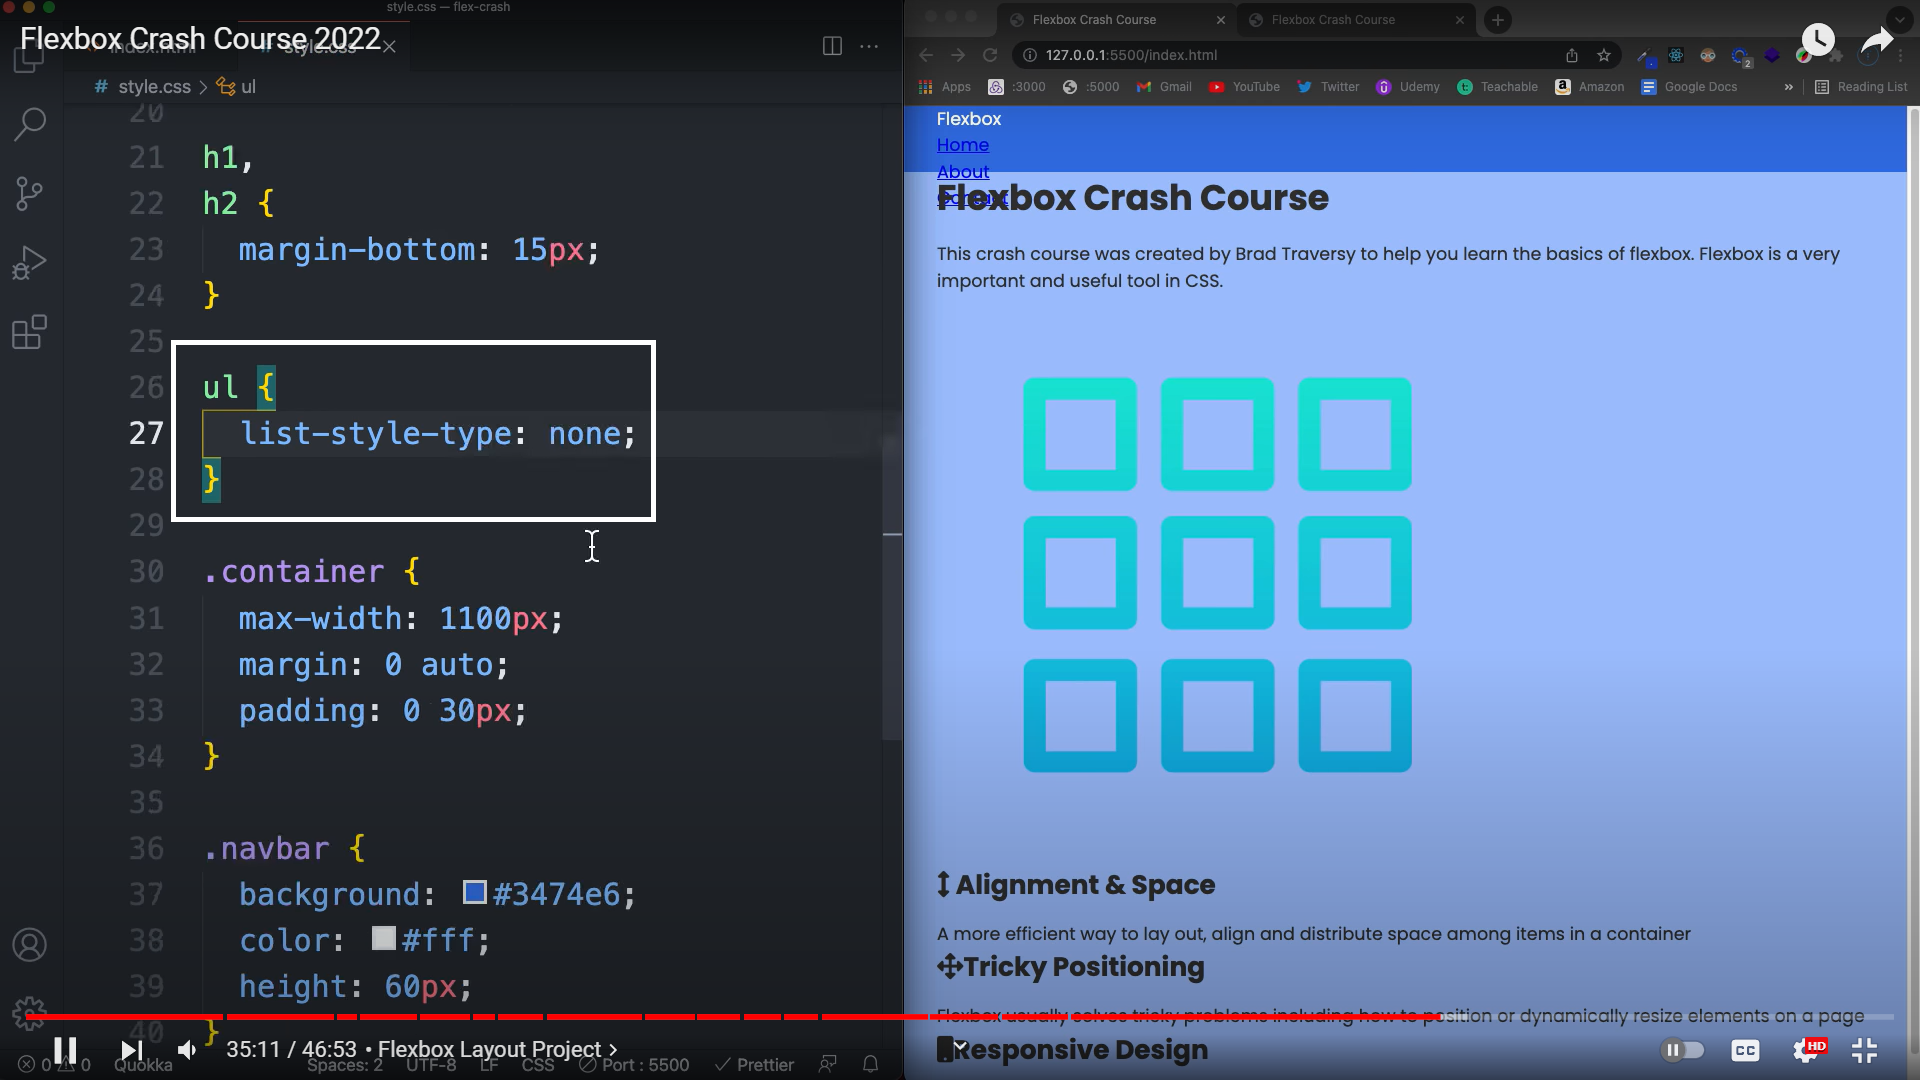 style.css — flex-crash
Flexbox Crash Course 2022
style.css
# style.css > ul
20
21 h1,
22 h2 {
23 margin-bottom: 15px;
24 }
25
26 ul {
27 list-style-type: none;
28 }
29
30 .container {
31 max-width: 1100px;
32 margin: 0 auto;
33 padding: 0 30px;
34 }
35
36 .navbar {
37 background: #3474e6;
38 color: #fff;
39 height: 60px;
40 }
35:11 / 46:53 • Flexbox Layout Project >
0 0 Quokka Spaces: 2 UTF-8 LF CSS Port : 5500 Prettier
Flexbox Crash Course Flexbox Crash Course
127.0.0.1:5500/index.html
2
Apps :3000 :5000 Gmail YouTube Twitter Udemy Teachable Amazon Google Docs » Reading List
Flexbox
Home
About
Contact
Flexbox Crash Course
This crash course was created by Brad Traversy to help you learn the basics of flexbox. Flexbox is a very
important and useful tool in CSS.
Alignment & Space
A more efficient way to lay out, align and distribute space among items in a container
Tricky Positioning
Flexbox usually solves tricky problems including how to position or dynamically resize elements on a page
Responsive Design
CC HD